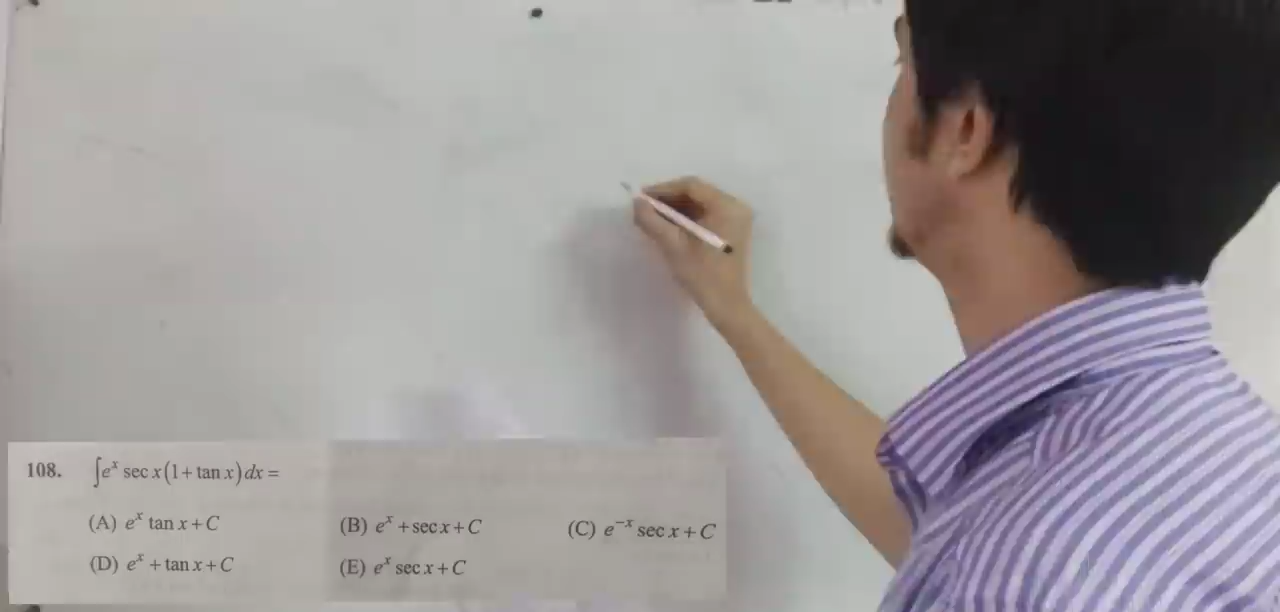 108. ∫eˣ sec x(1 + tan x)dx =
(A) eˣ tan x + C (B) eˣ + sec x + C (C) e⁻ˣ sec x + C
(D) eˣ + tan x + C (E) eˣ sec x + C